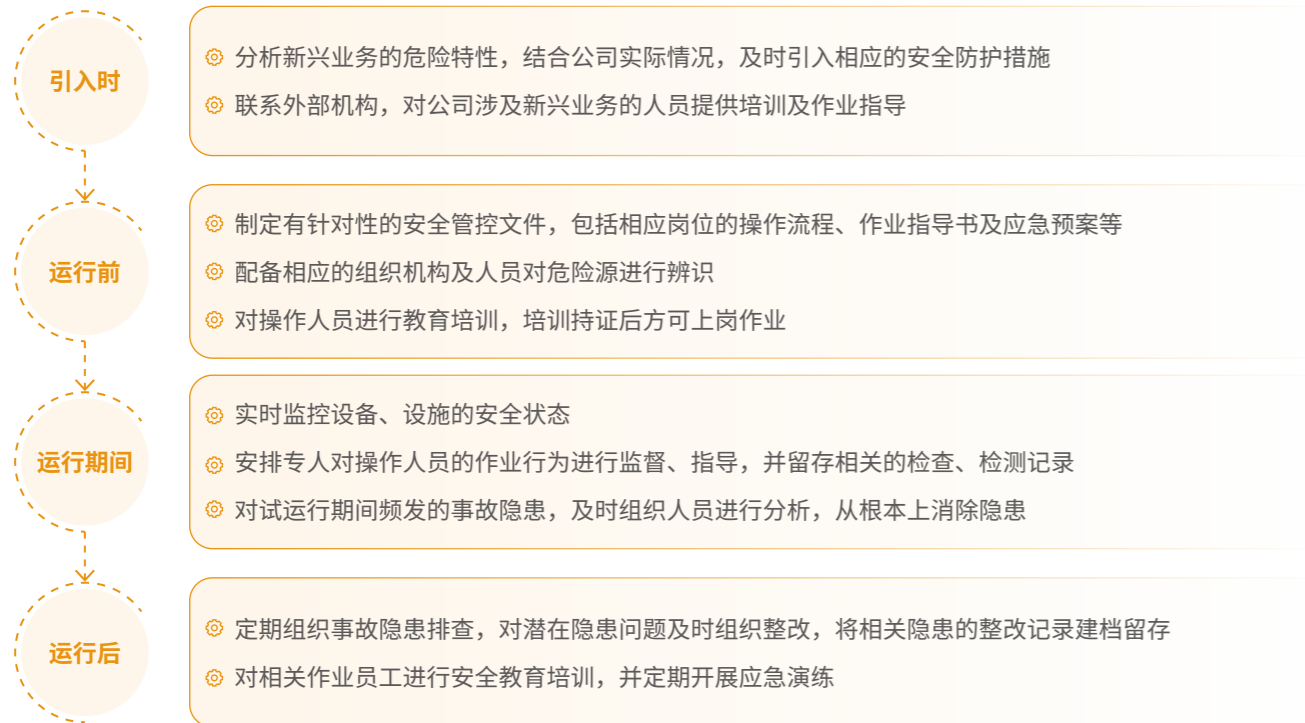 引入时
分析新兴业务的危险特性，结合公司实际情况，及时引入相应的安全防护措施
联系外部机构，对公司涉及新兴业务的人员提供培训及作业指导
运行前
制定有针对性的安全管控文件，包括相应岗位的操作流程、作业指导书及应急预案等
配备相应的组织机构及人员对危险源进行辨识
对操作人员进行教育培训，培训持证后方可上岗作业
运行期间
实时监控设备、设施的安全状态
安排专人对操作人员的作业行为进行监督、指导，并留存相关的检查、检测记录
对试运行期间频发的事故隐患，及时组织人员进行分析，从根本上消除隐患
运行后
定期组织事故隐患排查，对潜在隐患问题及时组织整改，将相关隐患的整改记录建档留存
对相关作业员工进行安全教育培训，并定期开展应急演练